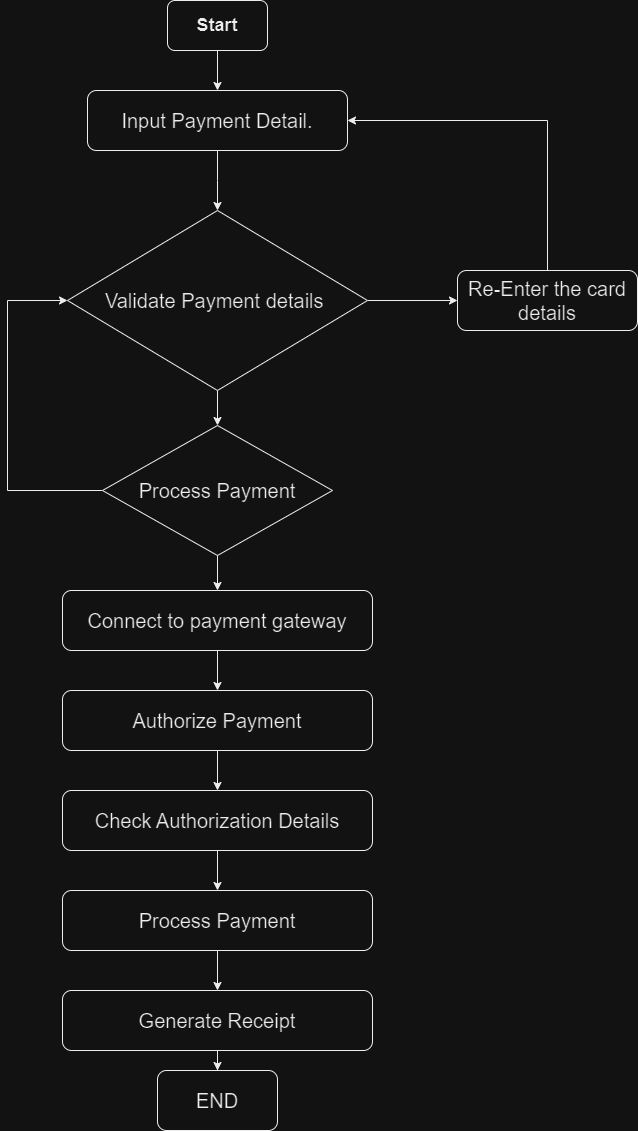 Start
Input Payment Detail.
Validate Payment details
Re-Enter the card
details
Process Payment
Connect to payment gateway
Authorize Payment
Check Authorization Details
Process Payment
Generate Receipt
END